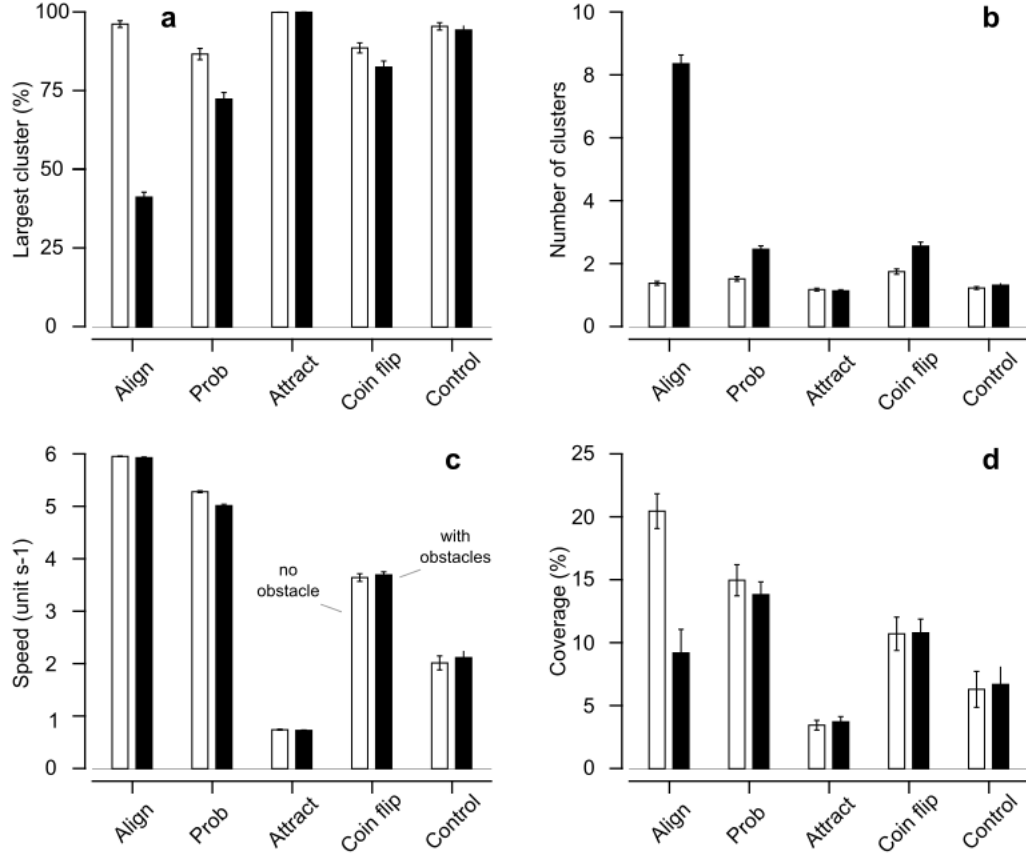 a
Largest cluster (%)
100
75
50
25
0
Align
Prob
Attract
Coin flip
Control
b
Number of clusters
10
8
6
4
2
0
Align
Prob
Attract
Coin flip
Control
c
Speed (unit s-1)
6
5
4
3
2
1
0
no
obstacle
with
obstacles
Align
Prob
Attract
Coin flip
Control
d
Coverage (%)
25
20
15
10
5
0
Align
Prob
Attract
Coin flip
Control